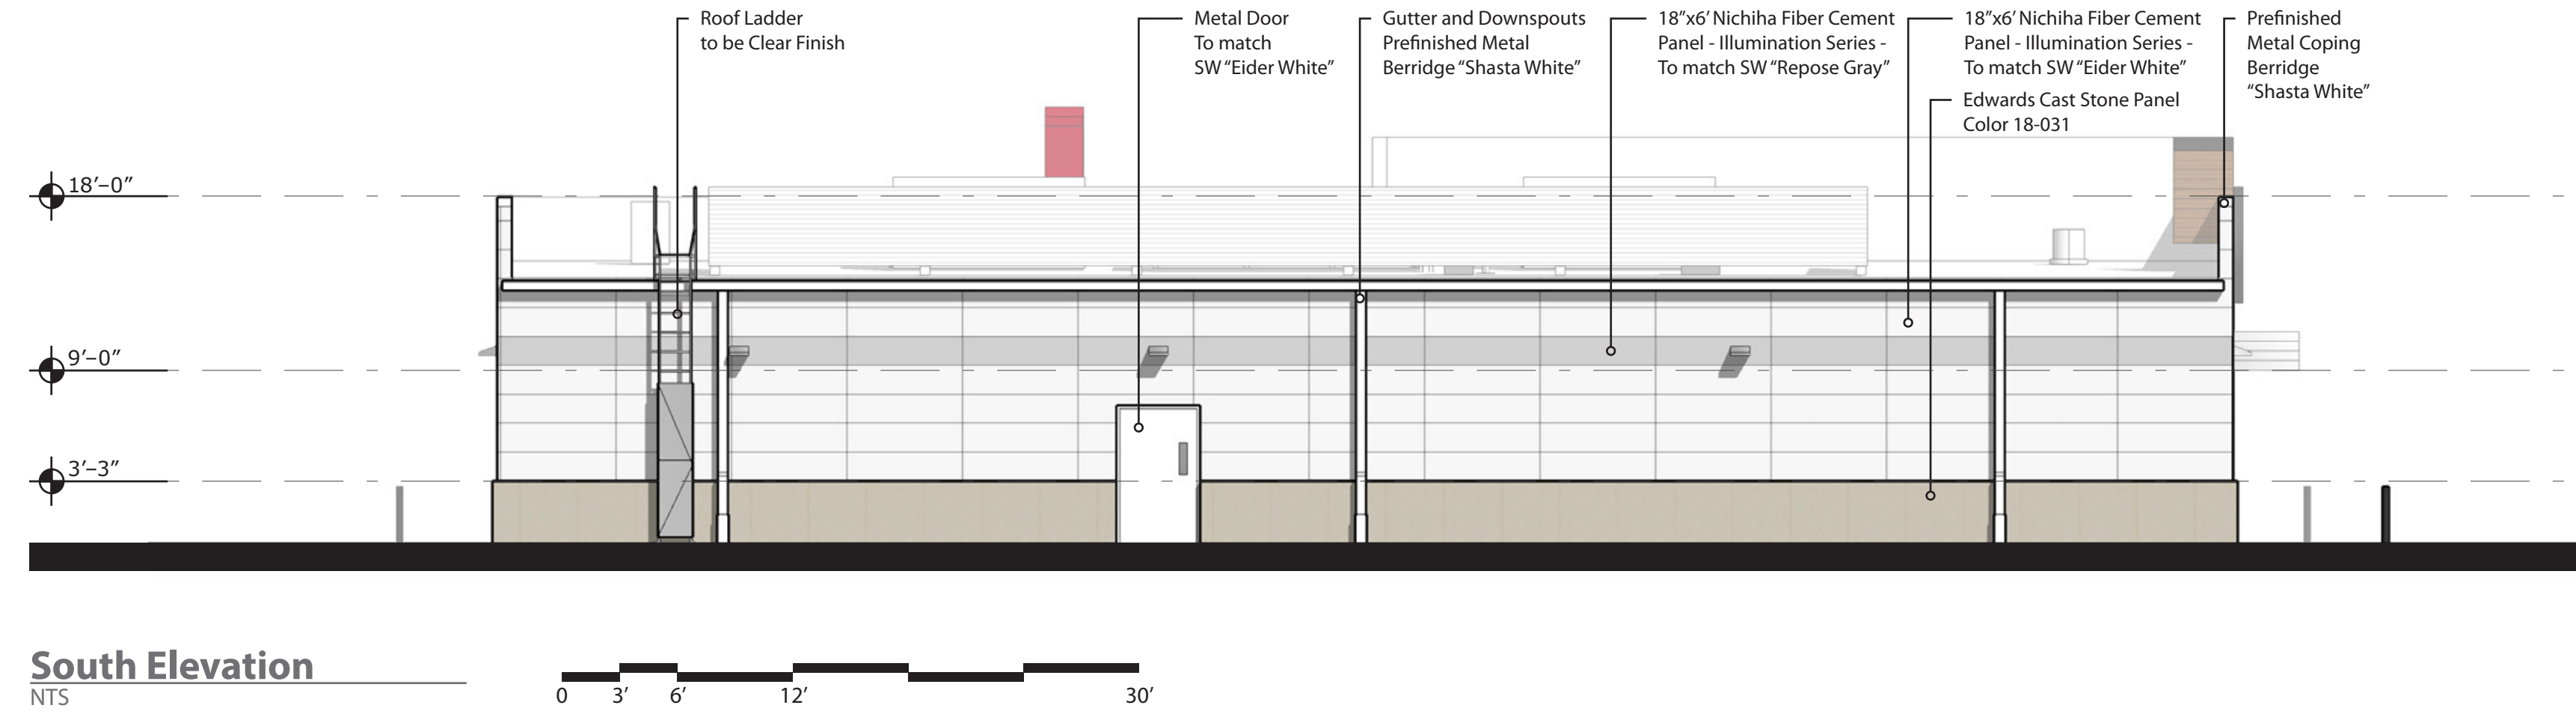 Roof Ladder
to be Clear Finish
Metal Door
To match
SW “Eider White”
Gutter and Downspouts
Prefinished Metal
Berridge “Shasta White”
18”x6’ Nichiha Fiber Cement
Panel - Illumination Series -
To match SW “Repose Gray”
18”x6’ Nichiha Fiber Cement
Panel - Illumination Series -
To match SW “Eider White”
Edwards Cast Stone Panel
Color 18-031
Prefinished
Metal Coping
Berridge
“Shasta White”
18’–0”
9’–0”
3’–3”
South Elevation
NTS
0 3’ 6’ 12’ 30’